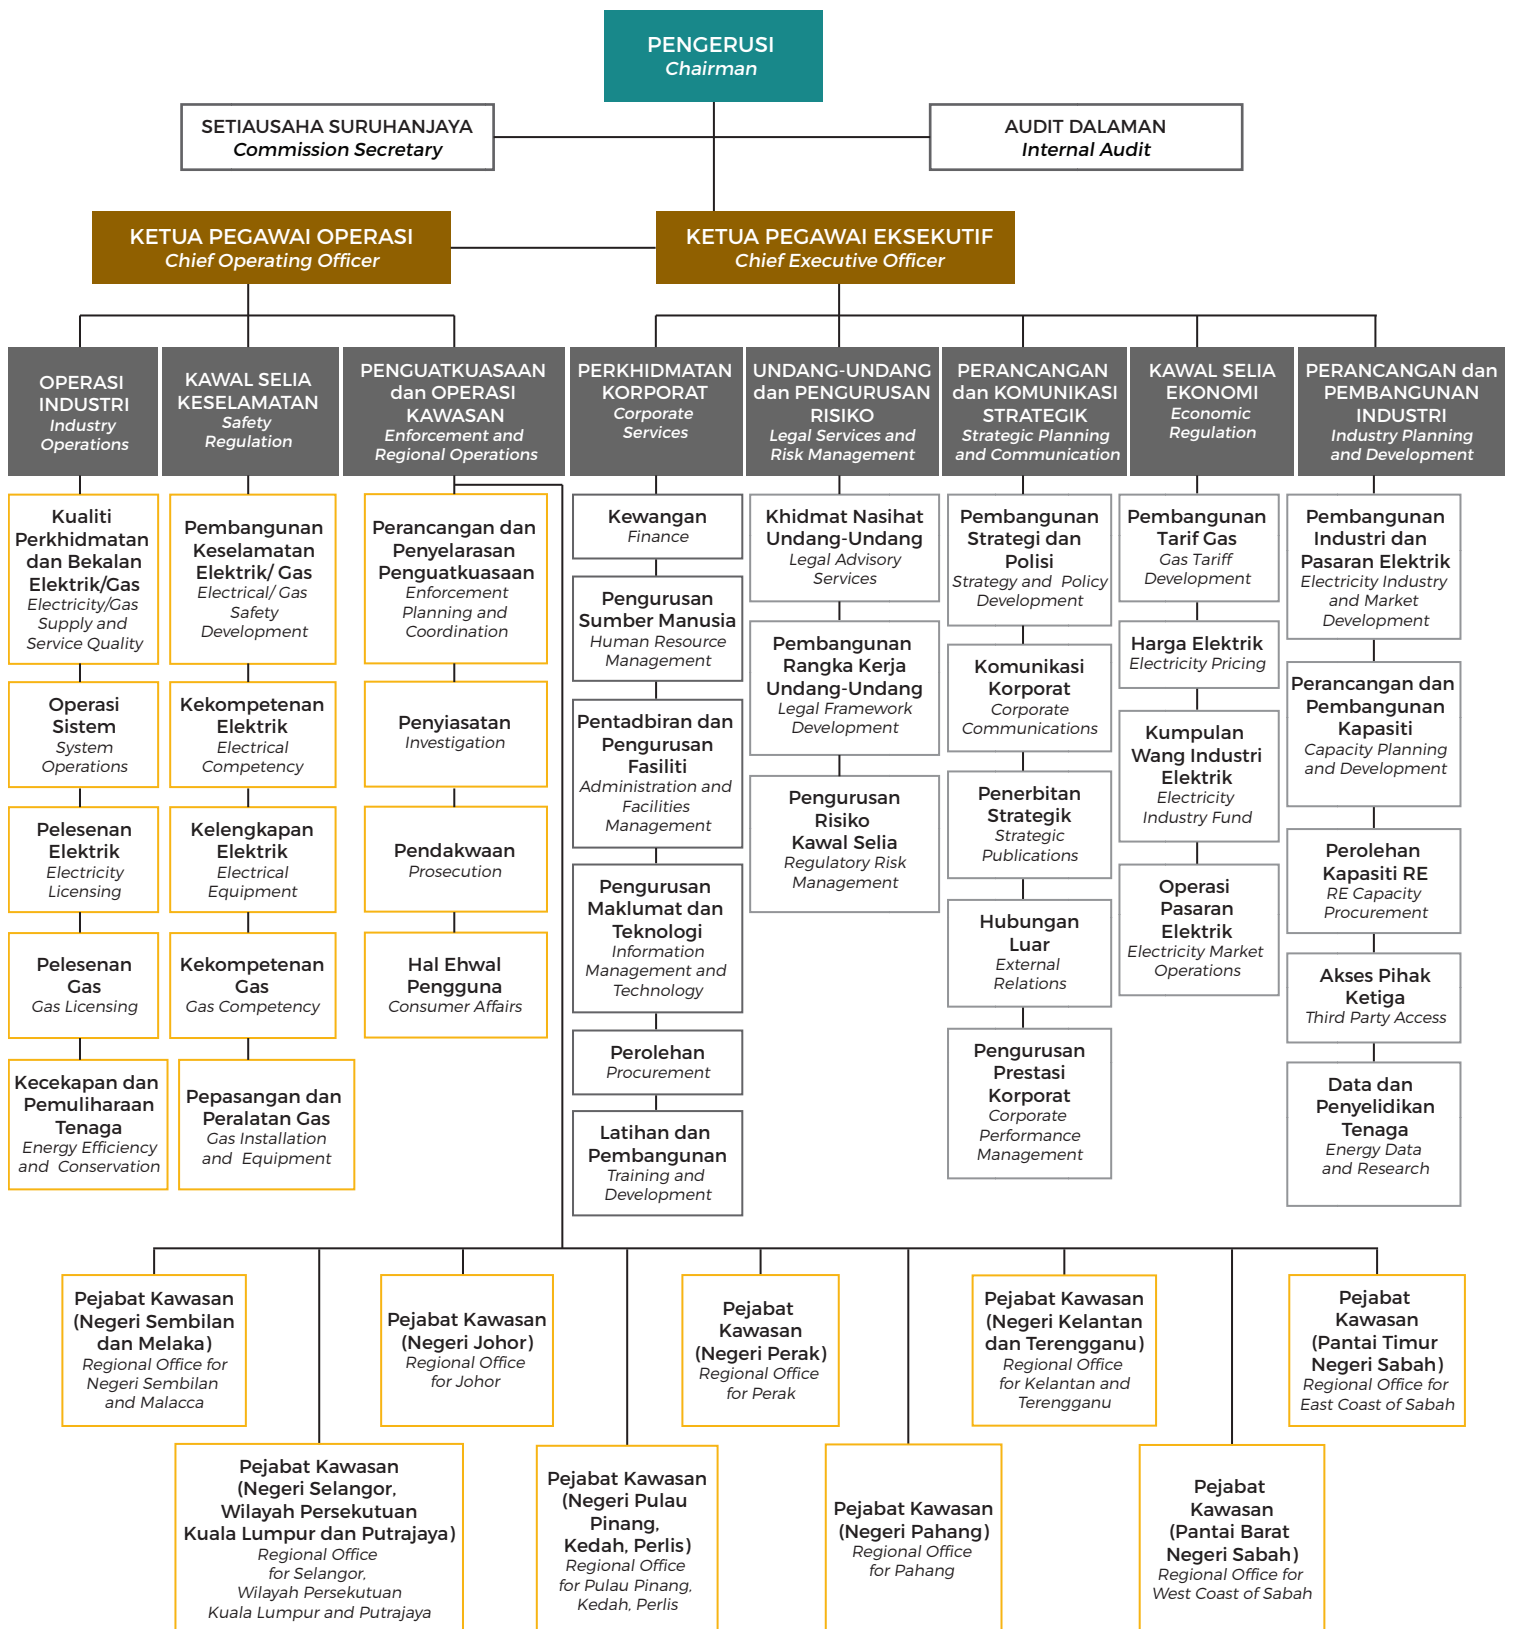 PENGERUSI
Chairman
SETIAUSAHA SURUHANJAYA
Commission Secretary
AUDIT DALAMAN
Internal Audit
KETUA PEGAWAI OPERASI
Chief Operating Officer
KETUA PEGAWAI EKSEKUTIF
Chief Executive Officer
OPERASI
INDUSTRI
Industry
Operations
KAWAL SELIA
KESELAMATAN
Safety
Regulation
PENGUATKUASAAN
dan OPERASI
KAWASAN
Enforcement and
Regional Operations
PERKHIDMATAN
KORPORAT
Corporate
Services
UNDANG-UNDANG
dan PENGURUSAN
RISIKO
Legal Services and
Risk Management
PERANCANGAN
dan KOMUNIKASI
STRATEGIK
Strategic Planning
and Communication
KAWAL SELIA
EKONOMI
Economic
Regulation
PERANCANGAN dan
PEMBANGUNAN
INDUSTRI
Industry Planning
and Development
Kualiti
Perkhidmatan
dan Bekalan
Elektrik/Gas
Electricity/Gas
Supply and
Service Quality
Operasi
Sistem
System
Operations
Pelesenan
Elektrik
Electricity
Licensing
Pelesenan
Gas
Gas Licensing
Kecekapan dan
Pemuliharaan
Tenaga
Energy Efficiency
and Conservation
Pembangunan
Keselamatan
Elektrik/ Gas
Electrical/ Gas
Safety
Development
Kekompetenan
Elektrik
Electrical
Competency
Kelengkapan
Elektrik
Electrical
Equipment
Kekompetenan
Gas
Gas Competency
Pepasangan dan
Peralatan Gas
Gas Installation
and Equipment
Perancangan dan
Penyelarasan
Penguatkuasaan
Enforcement
Planning and
Coordination
Penyiasatan
Investigation
Pendakwaan
Prosecution
Hal Ehwal
Pengguna
Consumer Affairs
Kewangan
Finance
Pengurusan
Sumber Manusia
Human Resource
Management
Pentadbiran dan
Pengurusan
Fasiliti
Administration and
Facilities
Management
Pengurusan
Maklumat dan
Teknologi
Information
Management and
Technology
Perolehan
Procurement
Latihan dan
Pembangunan
Training and
Development
Khidmat Nasihat
Undang-Undang
Legal Advisory
Services
Pembangunan
Rangka Kerja
Undang-Undang
Legal Framework
Development
Pengurusan
Risiko
Kawal Selia
Regulatory Risk
Management
Pembangunan
Strategi dan
Polisi
Strategy and Policy
Development
Komunikasi
Korporat
Corporate
Communications
Penerbitan
Strategik
Strategic
Publications
Hubungan
Luar
External
Relations
Pengurusan
Prestasi
Korporat
Corporate
Performance
Management
Pembangunan
Tarif Gas
Gas Tariff
Development
Harga Elektrik
Electricity Pricing
Kumpulan
Wang Industri
Elektrik
Electricity
Industry Fund
Operasi
Pasaran
Elektrik
Electricity Market
Operations
Pembangunan
Industri dan
Pasaran Elektrik
Electricity Industry
and Market
Development
Perancangan dan
Pembangunan
Kapasiti
Capacity Planning
and Development
Perolehan
Kapasiti RE
RE Capacity
Procurement
Akses Pihak
Ketiga
Third Party Access
Data dan
Penyelidikan
Tenaga
Energy Data
and Research
Pejabat Kawasan
(Negeri Sembilan
dan Melaka)
Regional Office for
Negeri Sembilan
and Malacca
Pejabat Kawasan
(Negeri Johor)
Regional Office
for Johor
Pejabat
Kawasan
(Negeri Perak)
Regional Office
for Perak
Pejabat Kawasan
(Negeri Kelantan
dan Terengganu)
Regional Office
for Kelantan and
Terengganu
Pejabat
Kawasan
(Pantai Timur
Negeri Sabah)
Regional Office for
East Coast of Sabah
Pejabat Kawasan
(Negeri Selangor,
Wilayah Persekutuan
Kuala Lumpur dan Putrajaya)
Regional Office
for Selangor,
Wilayah Persekutuan
Kuala Lumpur and Putrajaya
Pejabat Kawasan
(Negeri Pulau
Pinang,
Kedah, Perlis)
Regional Office
for Pulau Pinang,
Kedah, Perlis
Pejabat Kawasan
(Negeri Pahang)
Regional Office
for Pahang
Pejabat
Kawasan
(Pantai Barat
Negeri Sabah)
Regional Office for
West Coast of Sabah